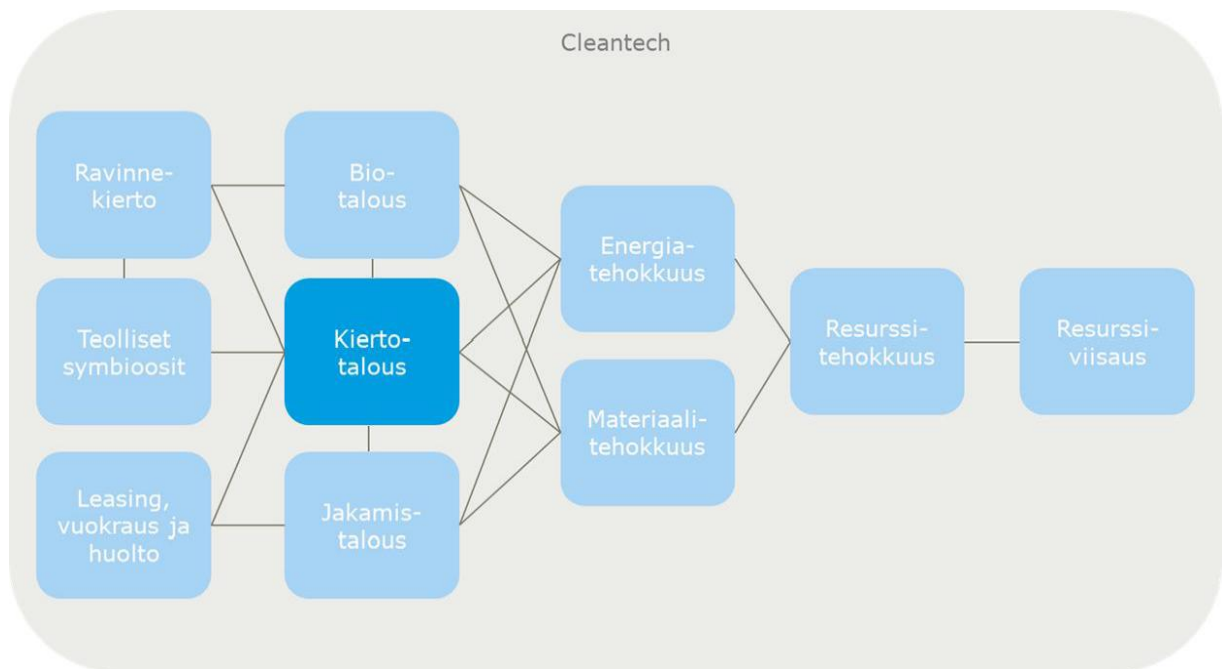 Cleantech
Ravinne-
kierto
Bio-
talous
Energia-
tehokkuus
Teolliset
symbioosit
Kierto-
talous
Resurssi-
tehokkuus
Resurssi-
viisaus
Materiaali-
tehokkuus
Leasing,
vuokraus ja
huolto
Jakamis-
talous